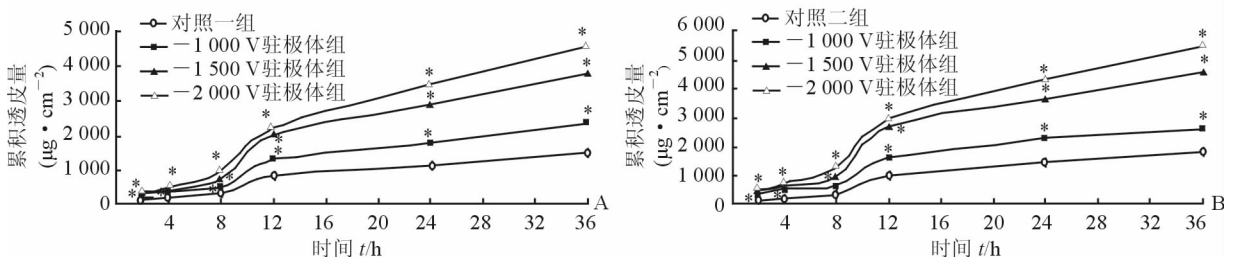 5 000
4 000
3 000
2 000
1 000
0
累积透皮量
(μg·cm⁻²)
对照一组
－1 000 V驻极体组
－1 500 V驻极体组
－2 000 V驻极体组
* * * * * *
* * * *
* * * *
* *
4 8 12 16 20 24 28 32 36
时间 t/h
A
6 000
5 000
4 000
3 000
2 000
1 000
0
累积透皮量
(μg·cm⁻²)
对照二组
－1 000 V驻极体组
－1 500 V驻极体组
－2 000 V驻极体组
* * * * * *
* * * *
* * * *
* *
4 8 12 16 20 24 28 32 36
时间 t/h
B